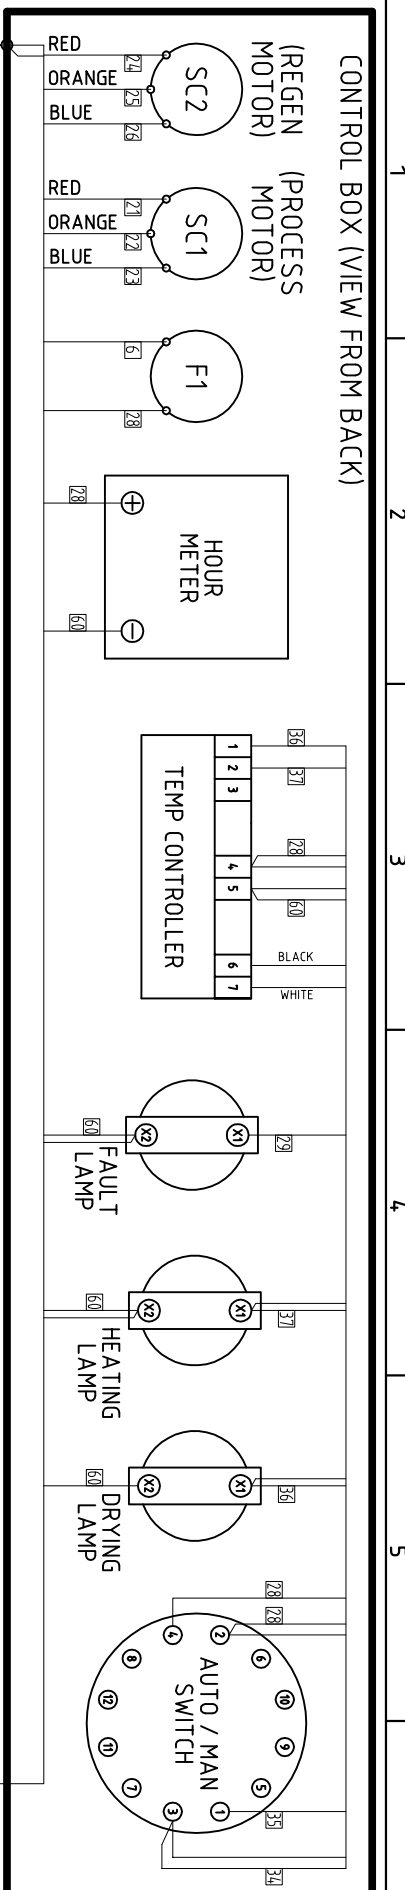 CONTROL BOX (VIEW FROM BACK)
RED
24
ORANGE
25
BLUE
26
SC2
(REGEN
MOTOR)
RED
21
ORANGE
22
BLUE
23
SC1
(PROCESS
MOTOR)
6
28
F1
28
60
HOUR
METER
+
−
TEMP CONTROLLER
1
2
3
4
5
6
7
36
37
28
60
BLACK
WHITE
60
X2
X1
29
FAULT
LAMP
60
X2
X1
37
HEATING
LAMP
60
X2
X1
36
DRYING
LAMP
28
28
4
2
8
6
12
10
11
9
7
5
3
1
AUTO / MAN
SWITCH
35
34
1
2
3
4
5